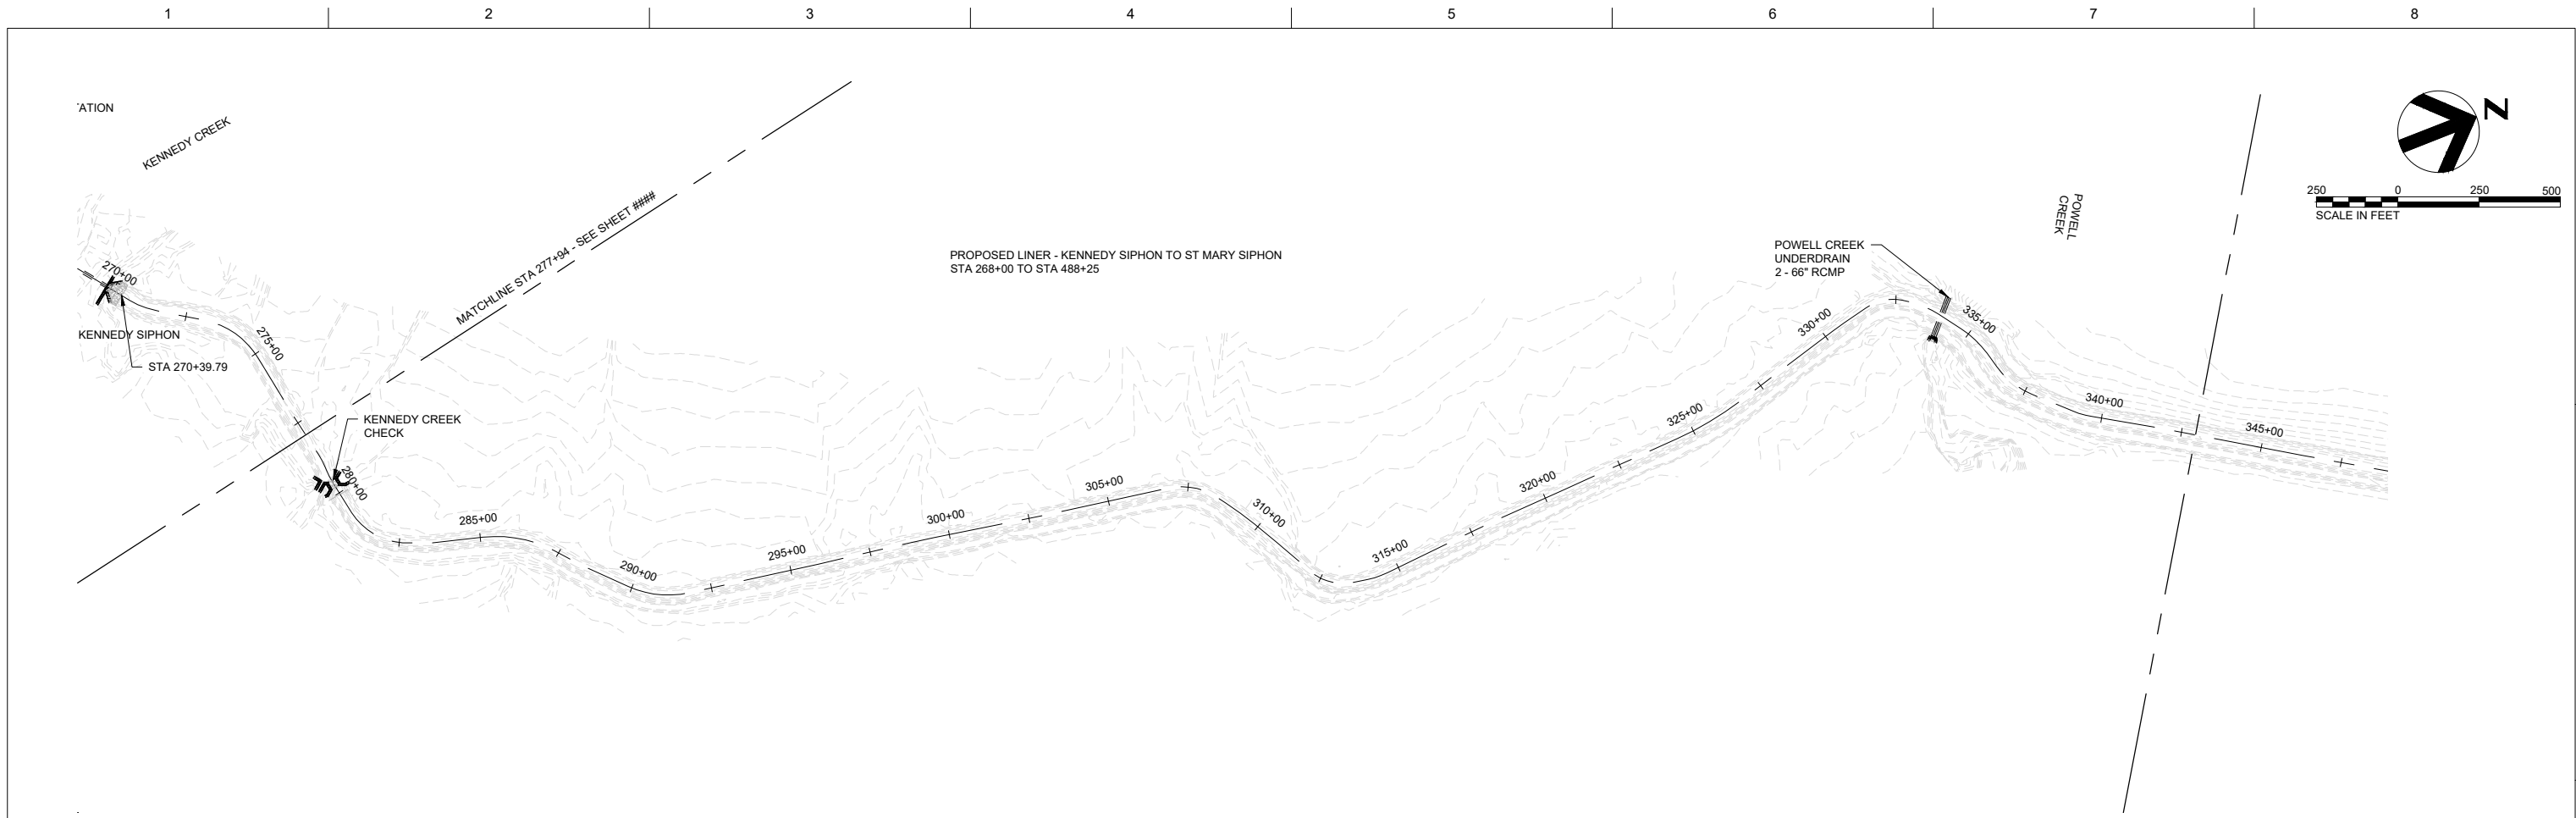 1 2 3 4 5 6 7 8
'ATION
KENNEDY CREEK
N
250 0 250 500
SCALE IN FEET
MATCHLINE STA 277+94 - SEE SHEET ####
POWELL
CREEK
PROPOSED LINER - KENNEDY SIPHON TO ST MARY SIPHON
STA 268+00 TO STA 488+25
POWELL CREEK
UNDERDRAIN
2 - 66" RCMP
270+00
KENNEDY SIPHON
STA 270+39.79
275+00
KENNEDY CREEK
CHECK
280+00
285+00
290+00
295+00
300+00
305+00
310+00
315+00
320+00
325+00
330+00
335+00
340+00
345+00